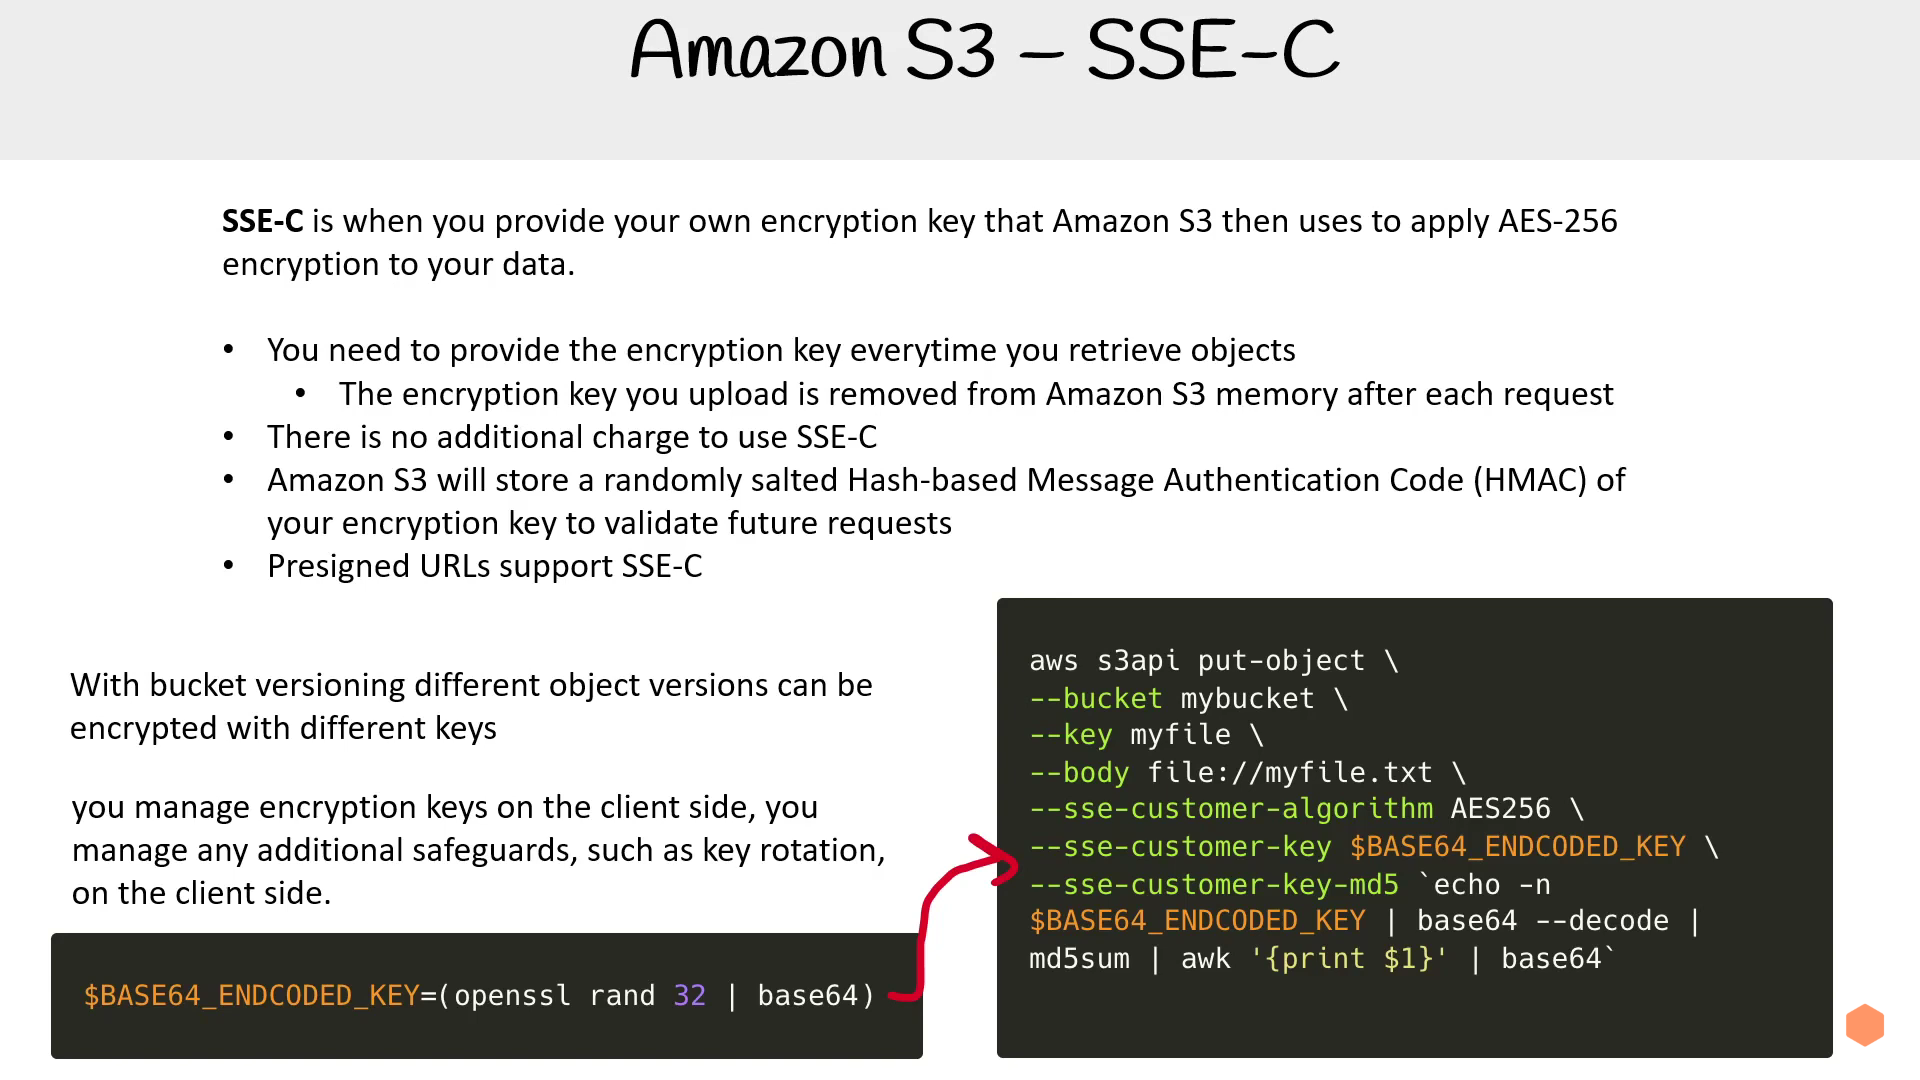 Amazon S3 – SSE-C
SSE-C is when you provide your own encryption key that Amazon S3 then uses to apply AES-256
encryption to your data.
• You need to provide the encryption key everytime you retrieve objects
• The encryption key you upload is removed from Amazon S3 memory after each request
• There is no additional charge to use SSE-C
• Amazon S3 will store a randomly salted Hash-based Message Authentication Code (HMAC) of
your encryption key to validate future requests
• Presigned URLs support SSE-C
With bucket versioning different object versions can be
encrypted with different keys
you manage encryption keys on the client side, you
manage any additional safeguards, such as key rotation,
on the client side.
$BASE64_ENDCODED_KEY=(openssl rand 32 | base64)
aws s3api put-object \
--bucket mybucket \
--key myfile \
--body file://myfile.txt \
--sse-customer-algorithm AES256 \
--sse-customer-key $BASE64_ENDCODED_KEY \
--sse-customer-key-md5 `echo -n
$BASE64_ENDCODED_KEY | base64 --decode |
md5sum | awk '{print $1}' | base64`